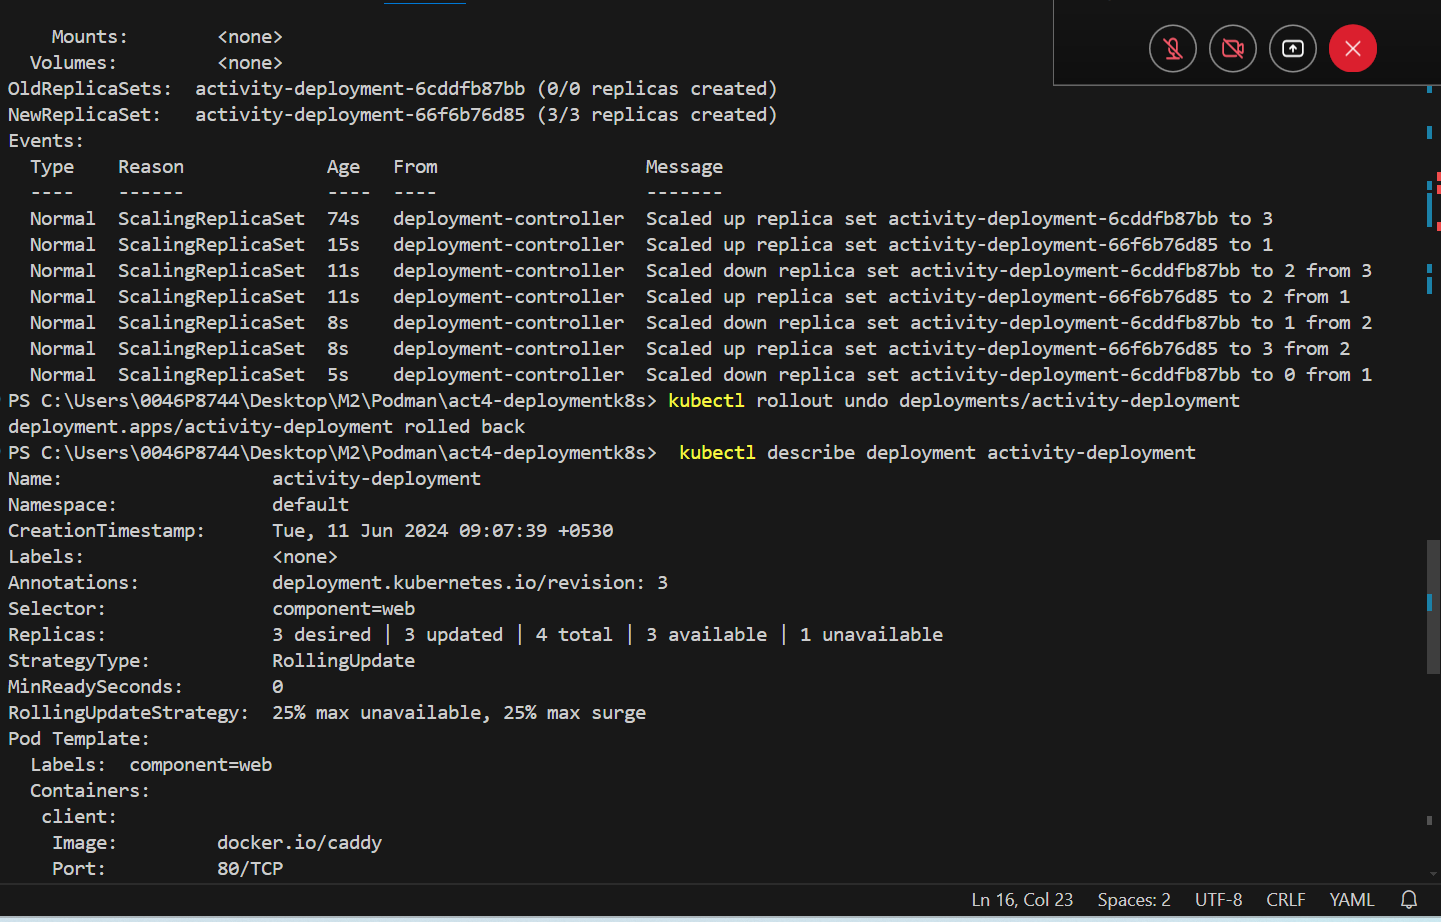 Mounts: <none>
Volumes: <none>
OldReplicaSets: activity-deployment-6cddfb87bb (0/0 replicas created)
NewReplicaSet: activity-deployment-66f6b76d85 (3/3 replicas created)
Events:
Type Reason Age From Message
---- ------ ---- ---- -------
Normal ScalingReplicaSet 74s deployment-controller Scaled up replica set activity-deployment-6cddfb87bb to 3
Normal ScalingReplicaSet 15s deployment-controller Scaled up replica set activity-deployment-66f6b76d85 to 1
Normal ScalingReplicaSet 11s deployment-controller Scaled down replica set activity-deployment-6cddfb87bb to 2 from 3
Normal ScalingReplicaSet 11s deployment-controller Scaled up replica set activity-deployment-66f6b76d85 to 2 from 1
Normal ScalingReplicaSet 8s deployment-controller Scaled down replica set activity-deployment-6cddfb87bb to 1 from 2
Normal ScalingReplicaSet 8s deployment-controller Scaled up replica set activity-deployment-66f6b76d85 to 3 from 2
Normal ScalingReplicaSet 5s deployment-controller Scaled down replica set activity-deployment-6cddfb87bb to 0 from 1
PS C:\Users\0046P8744\Desktop\M2\Podman\act4-deploymentk8s> kubectl rollout undo deployments/activity-deployment
deployment.apps/activity-deployment rolled back
PS C:\Users\0046P8744\Desktop\M2\Podman\act4-deploymentk8s> kubectl describe deployment activity-deployment
Name: activity-deployment
Namespace: default
CreationTimestamp: Tue, 11 Jun 2024 09:07:39 +0530
Labels: <none>
Annotations: deployment.kubernetes.io/revision: 3
Selector: component=web
Replicas: 3 desired | 3 updated | 4 total | 3 available | 1 unavailable
StrategyType: RollingUpdate
MinReadySeconds: 0
RollingUpdateStrategy: 25% max unavailable, 25% max surge
Pod Template:
Labels: component=web
Containers:
client:
Image: docker.io/caddy
Port: 80/TCP
Ln 16, Col 23 Spaces: 2 UTF-8 CRLF YAML